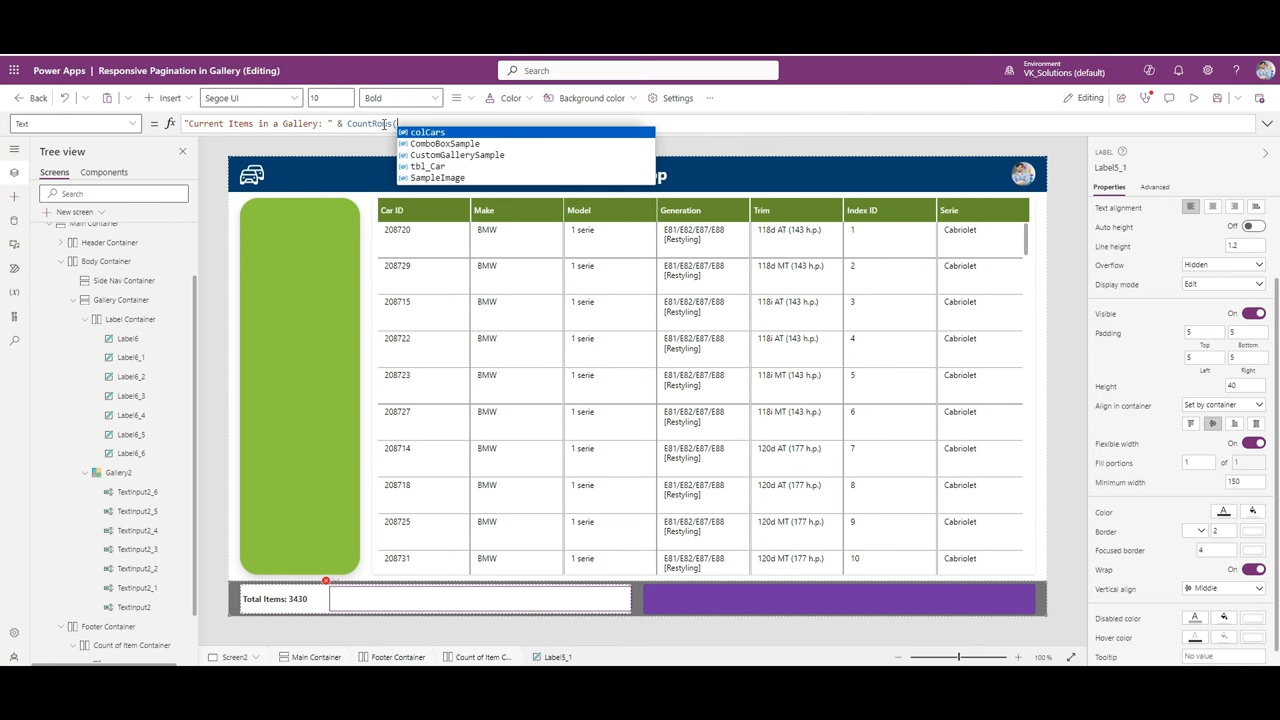 Power Apps | Responsive Pagination in Gallery (Editing)
Search
Environment
VK_Solutions (default)
Back
Insert
Segoe UI
10
Bold
Color
Background color
Settings
Editing
Text
= fx "Current Items in a Gallery: " & CountRows(
colCars
ComboBoxSample
CustomGallerySample
tbl_Car
SampleImage
Tree view
Screens Components
Search
New screen
Main Container
Header Container
Body Container
Side Nav Container
Gallery Container
Label Container
Label6
Label6_1
Label6_2
Label6_3
Label6_4
Label6_5
Label6_6
Gallery2
TextInput2_6
TextInput2_5
TextInput2_4
TextInput2_3
TextInput2_2
TextInput2_1
TextInput2
Footer Container
Count of Item Container
Car ID Make Model Generation Trim Index ID Serie
208720 BMW 1 serie E81/E82/E87/E88 [Restyling] 118d AT (143 h.p.) 1 Cabriolet
208729 BMW 1 serie E81/E82/E87/E88 [Restyling] 118d MT (143 h.p.) 2 Cabriolet
208715 BMW 1 serie E81/E82/E87/E88 [Restyling] 118i AT (143 h.p.) 3 Cabriolet
208722 BMW 1 serie E81/E82/E87/E88 [Restyling] 118i AT (143 h.p.) 4 Cabriolet
208723 BMW 1 serie E81/E82/E87/E88 [Restyling] 118i MT (143 h.p.) 5 Cabriolet
208727 BMW 1 serie E81/E82/E87/E88 [Restyling] 118i MT (143 h.p.) 6 Cabriolet
208714 BMW 1 serie E81/E82/E87/E88 [Restyling] 120d AT (177 h.p.) 7 Cabriolet
208718 BMW 1 serie E81/E82/E87/E88 [Restyling] 120d AT (177 h.p.) 8 Cabriolet
208725 BMW 1 serie E81/E82/E87/E88 [Restyling] 120d MT (177 h.p.) 9 Cabriolet
208731 BMW 1 serie E81/E82/E87/E88 [Restyling] 120d MT (177 h.p.) 10 Cabriolet
Total Items: 3430
Screen2
Main Container
Footer Container
Count of Item C...
Label5_1
100 %
LABEL
Label5_1
Properties Advanced
Text alignment
Auto height Off
Line height 1.2
Overflow Hidden
Display mode Edit
Visible On
Padding 5 5
Top Bottom
5 5
Left Right
Height 40
Align in container Set by container
Flexible width On
Fill portions 1 of 1
Minimum width 150
Color
Border 2
Focused border 4
Wrap On
Vertical align Middle
Disabled color
Hover color
Tooltip No value